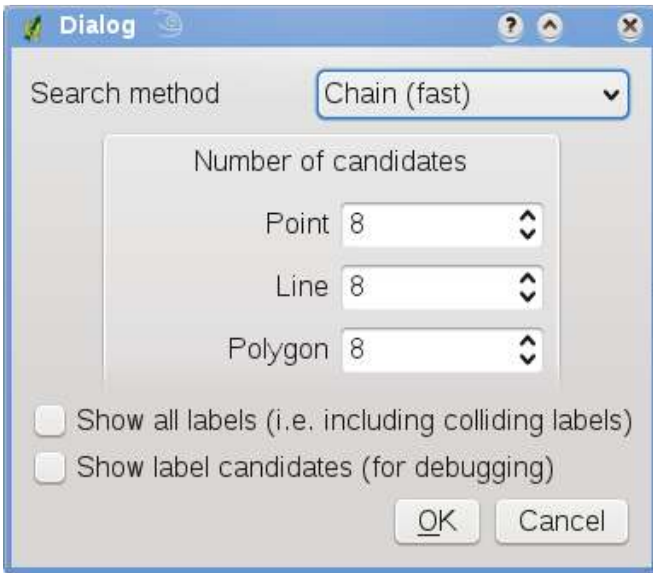 Dialog
Search method Chain (fast)
Number of candidates
Point 8
Line 8
Polygon 8
Show all labels (i.e. including colliding labels)
Show label candidates (for debugging)
OK Cancel